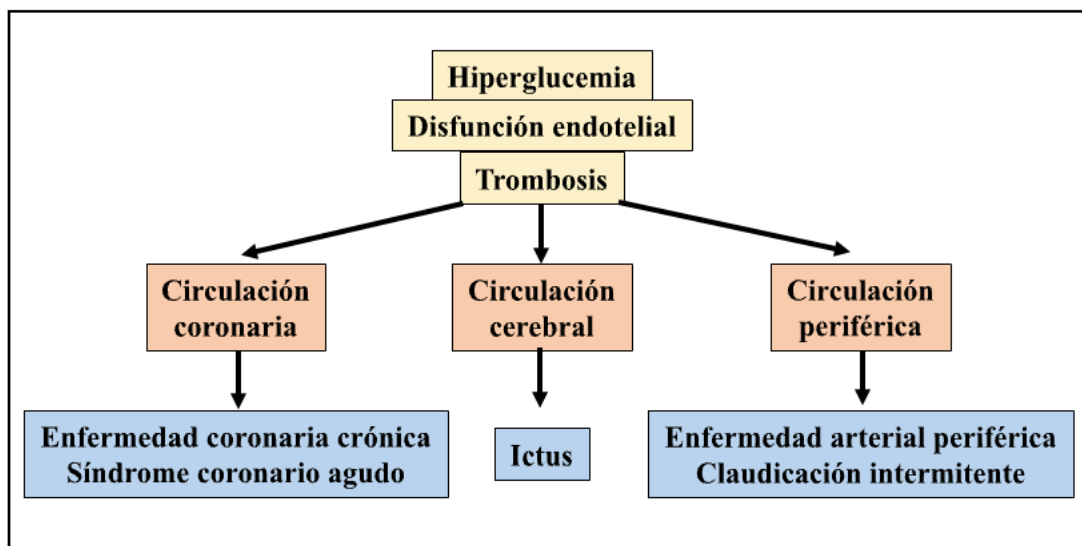 Hiperglucemia
Disfunción endotelial
Trombosis
Circulación
coronaria
Circulación
cerebral
Circulación
periférica
Enfermedad coronaria crónica
Síndrome coronario agudo
Ictus
Enfermedad arterial periférica
Claudicación intermitente